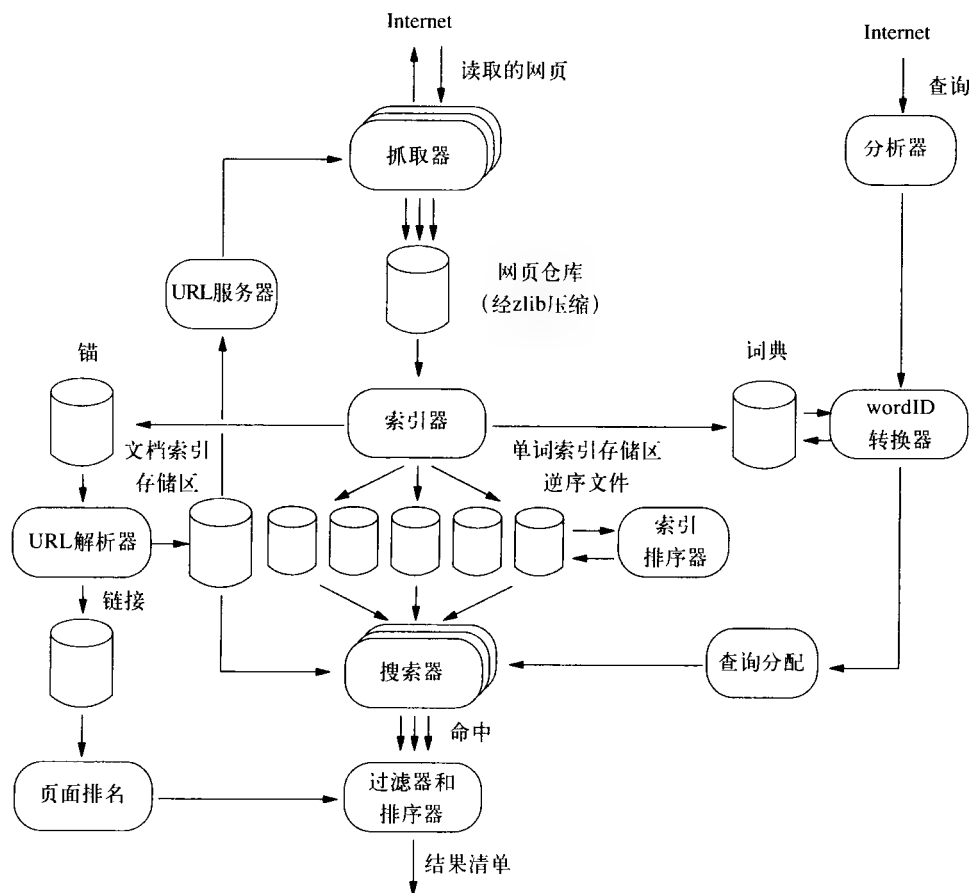 Internet
Internet
读取的网页
查询
抓取器
分析器
网页仓库
(经zlib压缩)
URL服务器
锚
词典
索引器
wordID
转换器
文档索引
存储区
单词索引存储区
逆序文件
URL解析器
索引
排序器
链接
搜索器
查询分配
命中
页面排名
过滤器和
排序器
结果清单